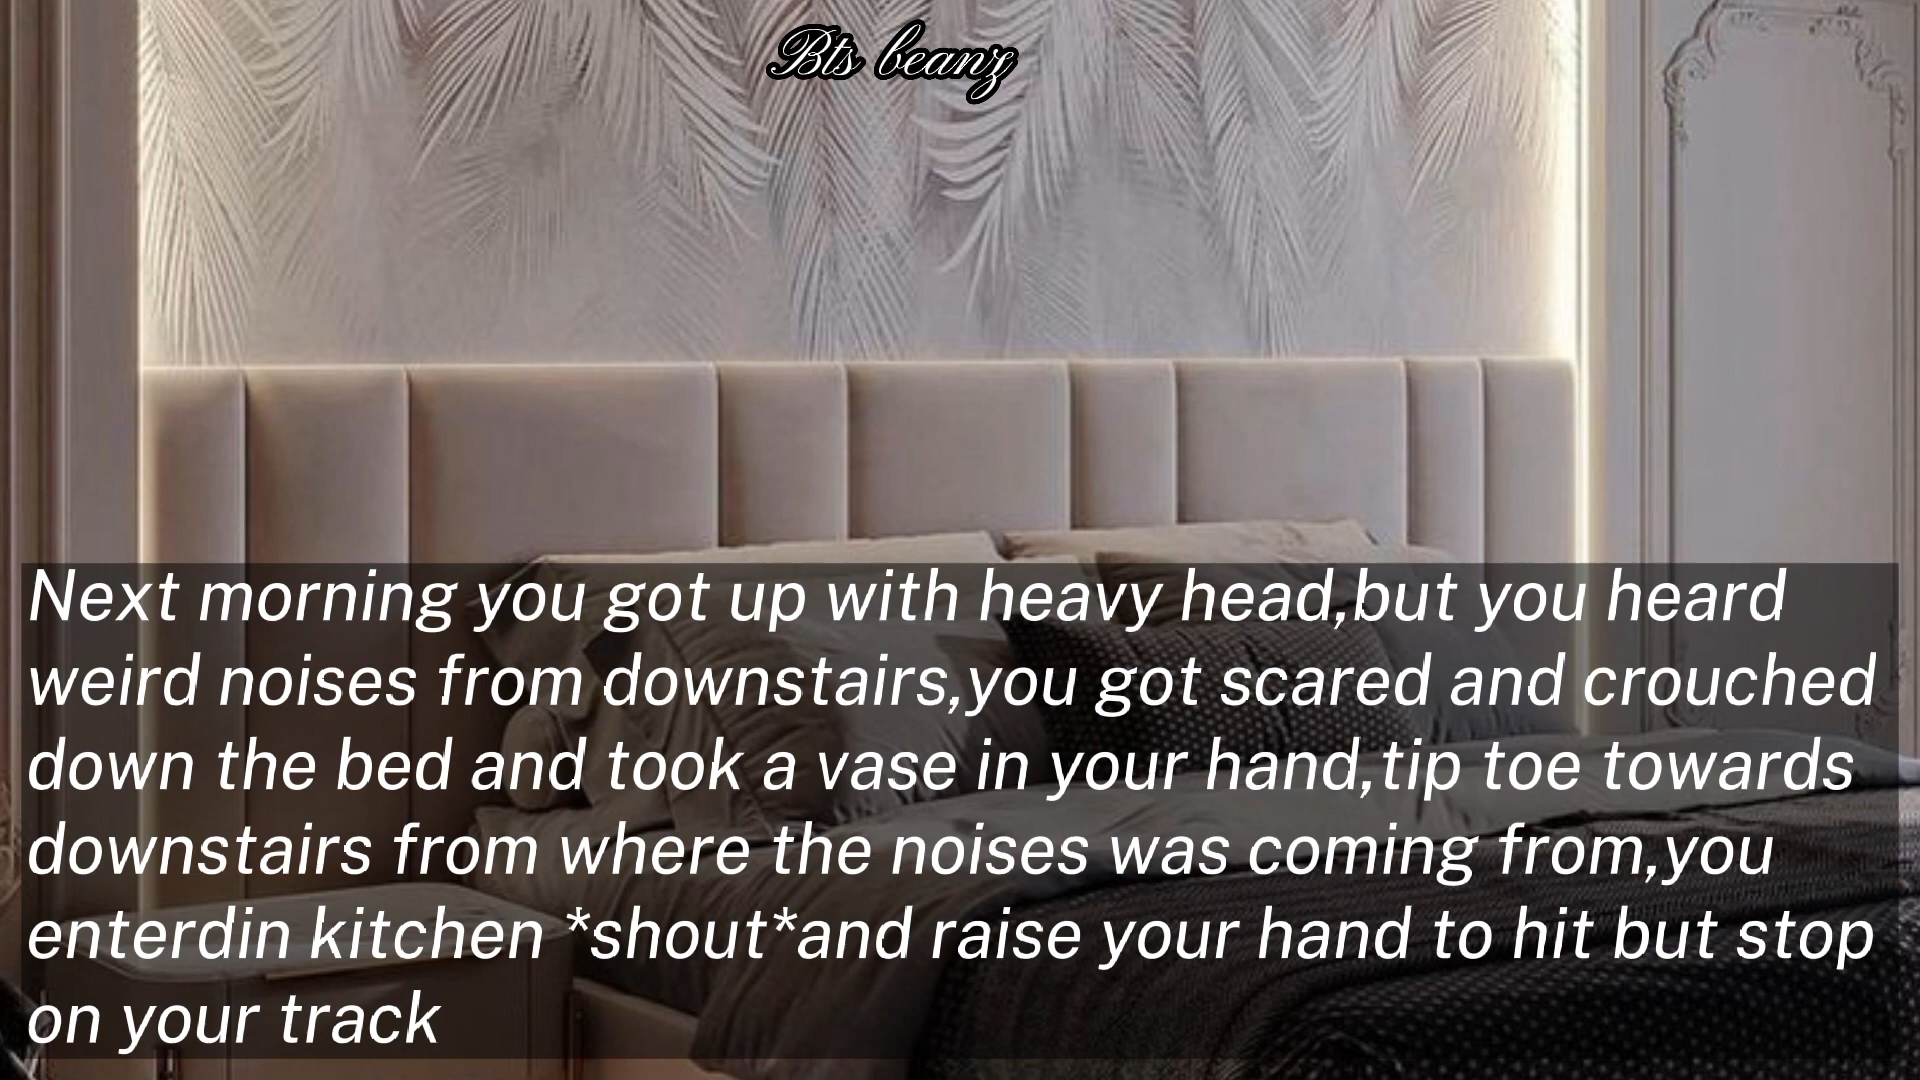 Bts beanz
Next morning you got up with heavy head,but you heard
weird noises from downstairs,you got scared and crouched
down the bed and took a vase in your hand,tip toe towards
downstairs from where the noises was coming from,you
enterdin kitchen *shout*and raise your hand to hit but stop
on your track